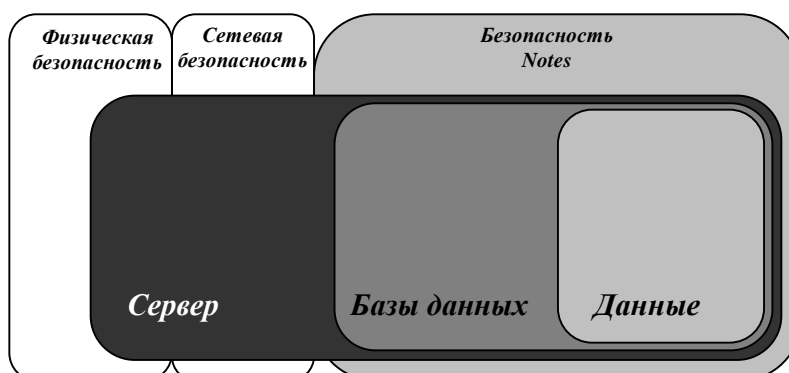 Физическая
безопасность
Сетевая
безопасность
Безопасность
Notes
Сервер
Базы данных
Данные